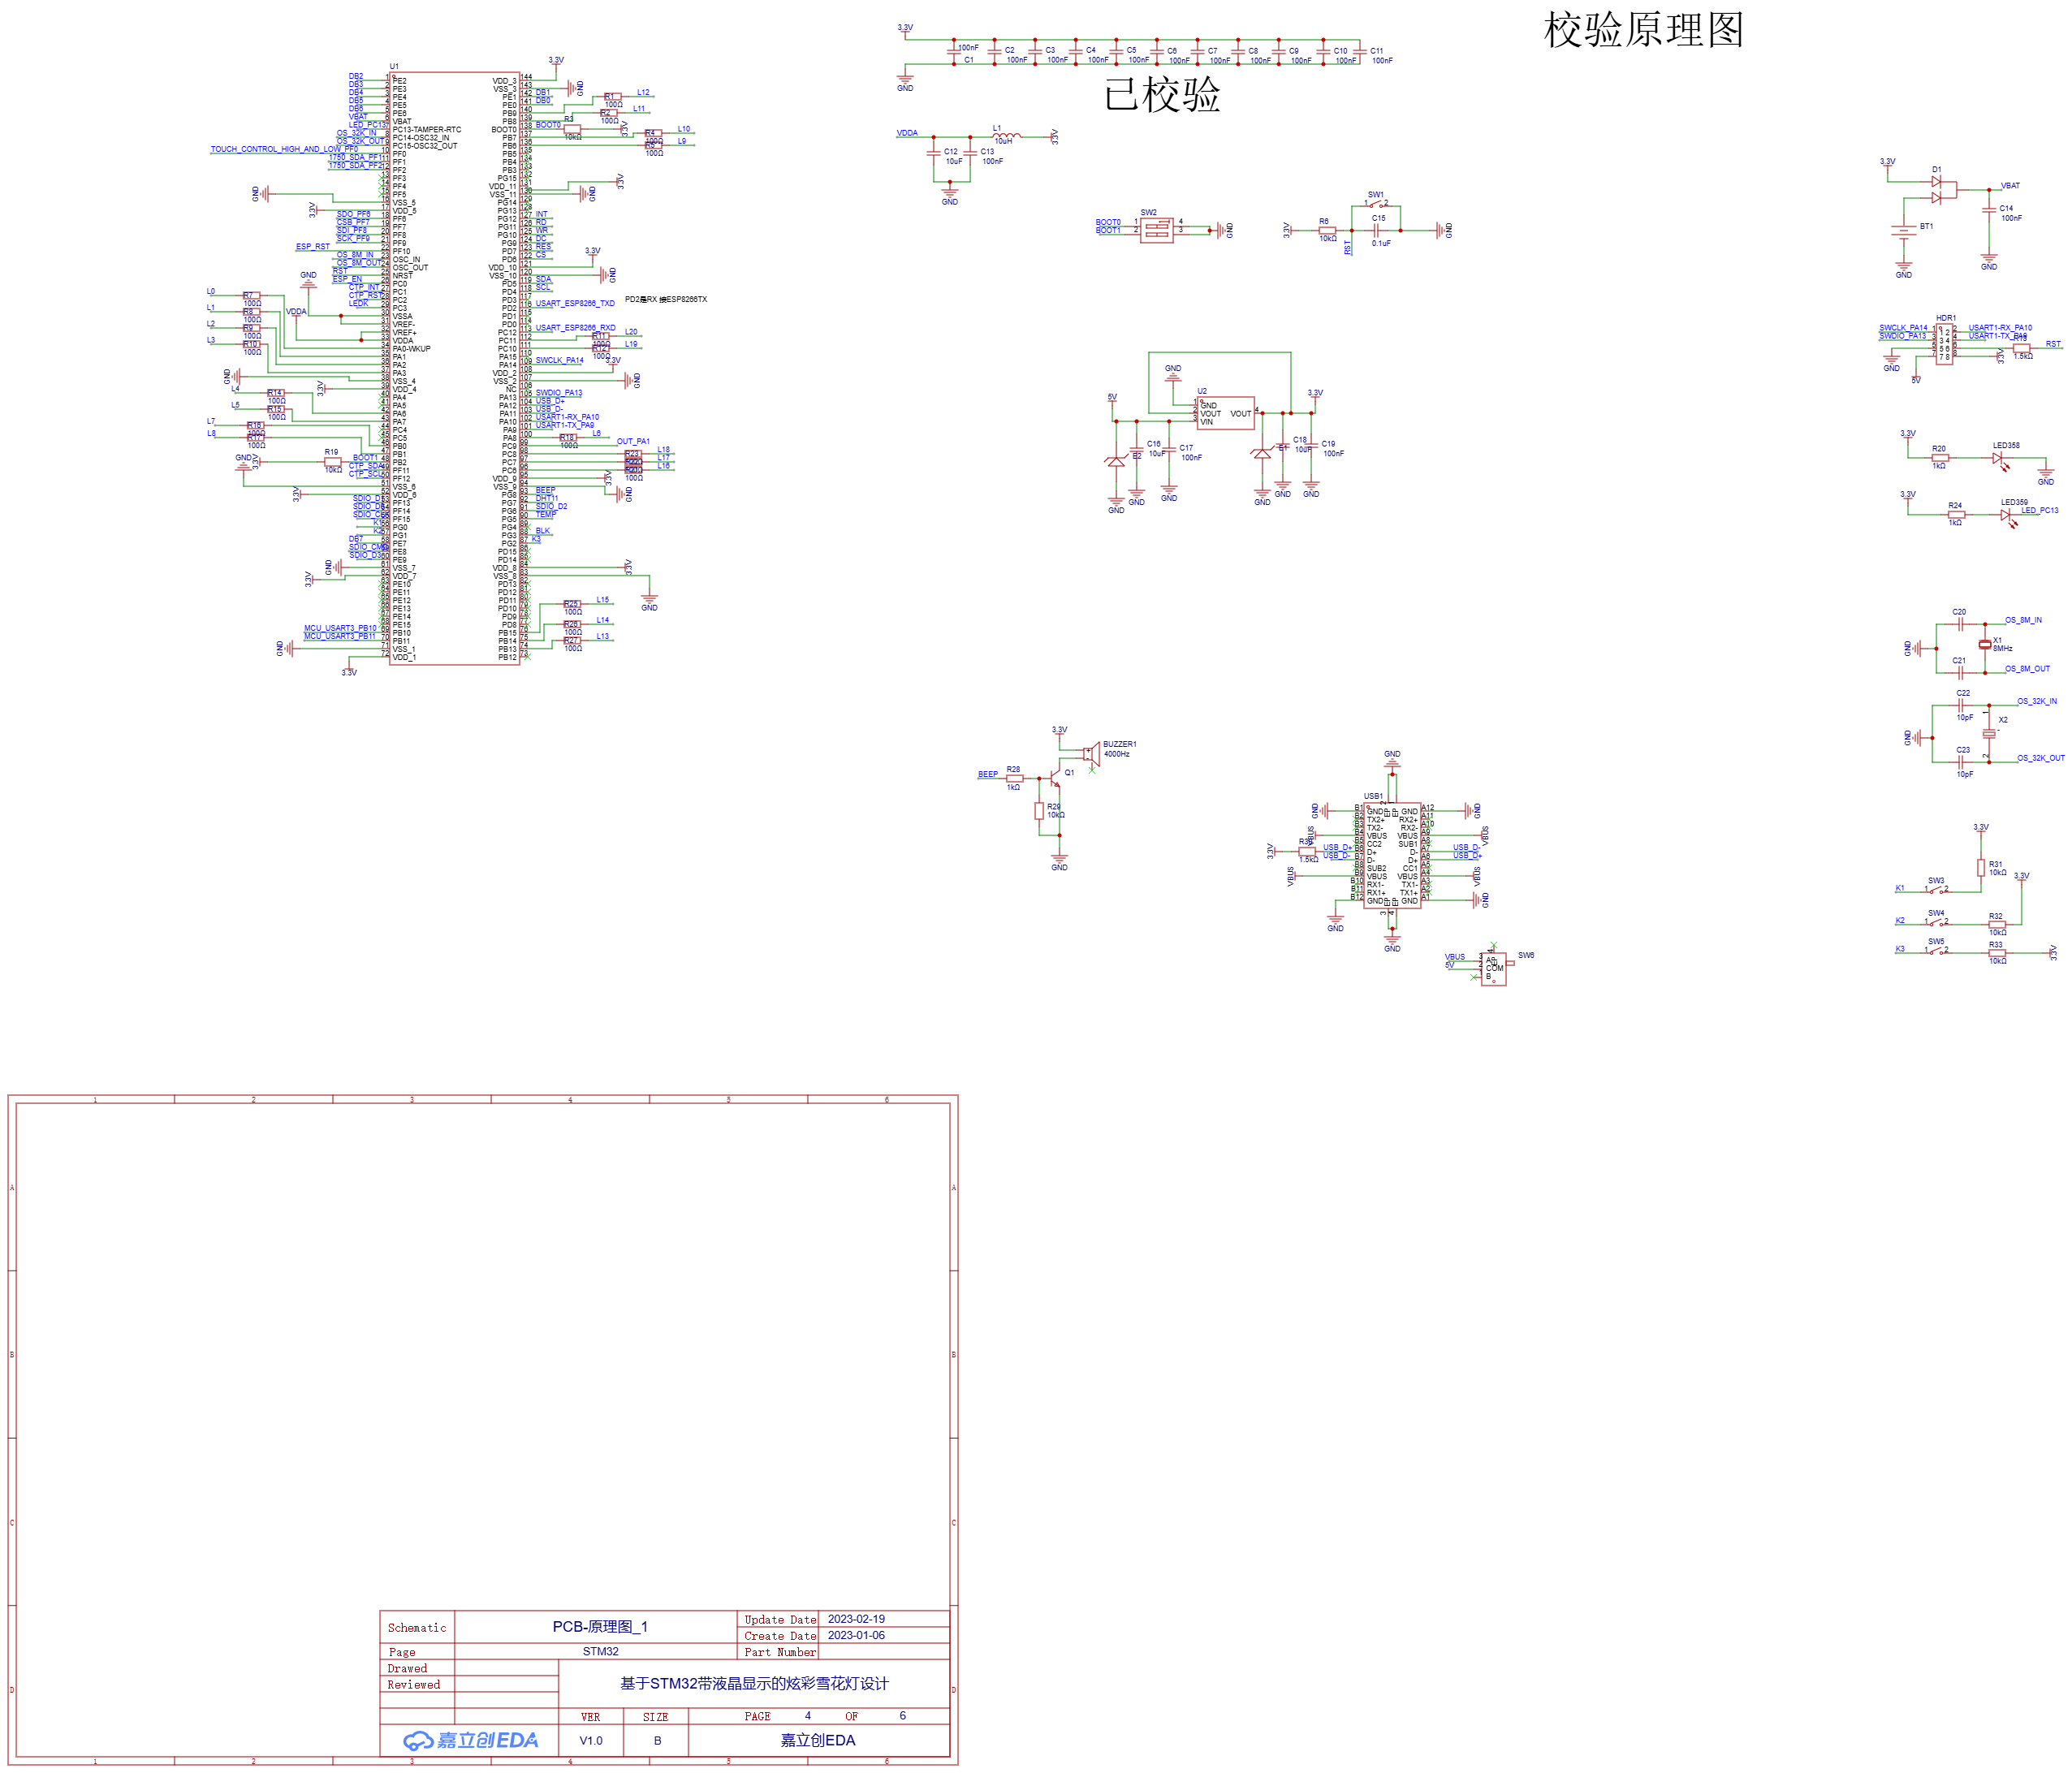 校验原理图
已校验
3.3V
100nF
C1
C2
100nF
C3
100nF
C4
100nF
C5
100nF
C6
100nF
C7
100nF
C8
100nF
C9
100nF
C10
100nF
C11
100nF
GND
VDDA
L1
10uH
3.3V
C12
10uF
C13
100nF
GND
U1
DB2 1 PE2
DB3 2 PE3
DB4 3 PE4
DB5 4 PE5
DB6 5 PE6
VBAT 6 VBAT
LED_PC13 7 PC13-TAMPER-RTC
OS_32K_IN 8 PC14-OSC32_IN
OS_32K_OUT 9 PC15-OSC32_OUT
TOUCH_CONTROL_HIGH_AND_LOW_PF0 10 PF0
1750_SDA_PF1 11 PF1
1750_SDA_PF2 12 PF2
13 PF3
14 PF4
15 PF5
GND 16 VSS_5
3.3V 17 VDD_5
SDO_PF6 18 PF6
CSB_PF7 19 PF7
SDI_PF8 20 PF8
SCK_PF9 21 PF9
ESP_RST 22 PF10
OS_8M_IN 23 OSC_IN
OS_8M_OUT 24 OSC_OUT
RST 25 NRST
ESP_EN 26 PC0
CTP_INT 27 PC1
CTP_RST 28 PC2
LEDK 29 PC3
GND 30 VSSA
31 VREF-
32 VREF+
VDDA 33 VDDA
34 PA0-WKUP
35 PA1
36 PA2
37 PA3
GND 38 VSS_4
3.3V 39 VDD_4
40 PA4
41 PA5
42 PA6
43 PA7
44 PC4
45 PC5
46 PB0
47 PB1
BOOT1 48 PB2
CTP_SDA 49 PF11
CTP_SCL 50 PF12
GND 51 VSS_6
3.3V 52 VDD_6
SDIO_D1 53 PF13
54 PF14
55 PF15
K1 56 PG0
K2 57 PG1
DB7 58 PE7
SDIO_CMD 59 PE8
SDIO_D3 60 PE9
GND 61 VSS_7
3.3V 62 VDD_7
63 PE10
64 PE11
65 PE12
66 PE13
67 PE14
68 PE15
MCU_USART3_PB10 69 PB10
MCU_USART3_PB11 70 PB11
GND 71 VSS_1
3.3V 72 VDD_1
L0 R7 100Ω
L1 R8 100Ω
L2 R9 100Ω
L3 R10 100Ω
L4 R14 100Ω
L5 R15 100Ω
L7 R16 100Ω
L8 R17 100Ω
3.3V R19 10kΩ
VDD_3 144 3.3V
VSS_3 143 GND
PE1 142 DB1
PE0 141 DB0
PB9 140
PB8 139
BOOT0 138 BOOT0
PB7 137
PB6 136
PB5 135
PB4 134
PB3 133
PG15 132
VDD_11 131 3.3V
VSS_11 130 GND
PG14 129
PG13 128
PG12 127 INT
PG11 126 RD
PG10 125 WR
PG9 124 DC
PD7 123 RES
PD6 122 CS
VDD_10 121 3.3V
VSS_10 120 GND
PD5 119 SDA
PD4 118 SCL
PD3 117
PD2 116 USART_ESP8266_TXD
PD2是RX 接ESP8266TX
PD1 115
PD0 114
PC12 113 USART_ESP8266_RXD
PC11 112
PC10 111
PA15 110
PA14 109 SWCLK_PA14
VDD_2 108 3.3V
VSS_2 107 GND
NC 106
PA13 105 SWDIO_PA13
PA12 104 USB_D+
PA11 103 USB_D-
PA10 102 USART1-RX_PA10
PA9 101 USART1-TX_PA9
PA8 100
PC9 99 OUT_PA1
PC8 98
PC7 97
PC6 96
VDD_9 95 3.3V
VSS_9 94 GND
PG8 93 BEEP
PG7 92 DHT11
PG6 91 SDIO_D2
PG5 90 TEMP
PG4 89
PG3 88 BLK
PG2 87 K3
PD15 86
PD14 85
VDD_8 84 3.3V
VSS_8 83 GND
PD13 82
PD12 81
PD11 80
PD10 79
PD9 78
PD8 77
PB15 76
PB14 75
PB13 74
PB12 73
R1 100Ω L12
R2 100Ω L11
R3 10kΩ 3.3V
R4 100Ω L10
R5 100Ω L9
R11 100Ω L20
R12 100Ω L19
R18 100Ω L6
R23 L18
L17
100Ω L16
R25 100Ω L15
R26 100Ω L14
R27 100Ω L13
SW2
BOOT0 1 4
BOOT1 2 3
GND
SW1
1 2
3.3V
R6
10kΩ
C15
0.1uF
RST
GND
3.3V
D1
VBAT
C14
100nF
BT1
GND
GND
HDR1
SWCLK_PA14 1 2 USART1-RX_PA10
SWDIO_PA13 3 4 USART1-TX_PA9
5 6
7 8
GND
5V
3.3V
1.5kΩ
RST
U2
GND
1 GND
2 VOUT VOUT 4
3 VIN
5V
3.3V
E2
C16
10uF
C17
100nF
E1
C18
10uF
C19
100nF
GND
GND
GND
GND
GND
GND
3.3V
R20
1kΩ
LED358
GND
3.3V
R24
1kΩ
LED359
LED_PC13
C20
OS_8M_IN
X1
8MHz
GND
C21
OS_8M_OUT
C22
10pF
OS_32K_IN
X2
1
2
GND
C23
10pF
OS_32K_OUT
3.3V
BUZZER1
4000Hz
BEEP
R28
1kΩ
Q1
R29
10kΩ
GND
USB1
GND
B1 GND GND A12
B2 TX2+ RX2+ A11
B3 TX2- RX2- A10
B4 VBUS VBUS A9
B5 CC2 SUB1 A8
B6 D+ D- A7
B7 D- D+ A6
B8 SUB2 CC1 A5
B9 VBUS VBUS A4
B10 RX1- TX1- A3
B11 RX1+ TX1+ A2
B12 GND GND A1
EP EP
EP EP
2 1
3 4
GND
VBUS
3.3V
1.5kΩ
USB_D+
USB_D-
VBUS
GND
GND
VBUS
USB_D-
USB_D+
VBUS
GND
GND
SW6
VBUS 3 A
5V 2 COM
B
4
3.3V
R31
10kΩ
K1
SW3
1 2
3.3V
K2
SW4
1 2
R32
10kΩ
K3
SW5
1 2
R33
10kΩ
3.3V
1 2 3 4 5 6
A A
B B
C C
D D
Schematic
PCB-原理图_1
Update Date 2023-02-19
Create Date 2023-01-06
Page
STM32
Part Number
Drawed
Reviewed
基于STM32带液晶显示的炫彩雪花灯设计
VER SIZE PAGE 4 OF 6
嘉立创EDA
V1.0 B 嘉立创EDA
1 2 3 4 5 6